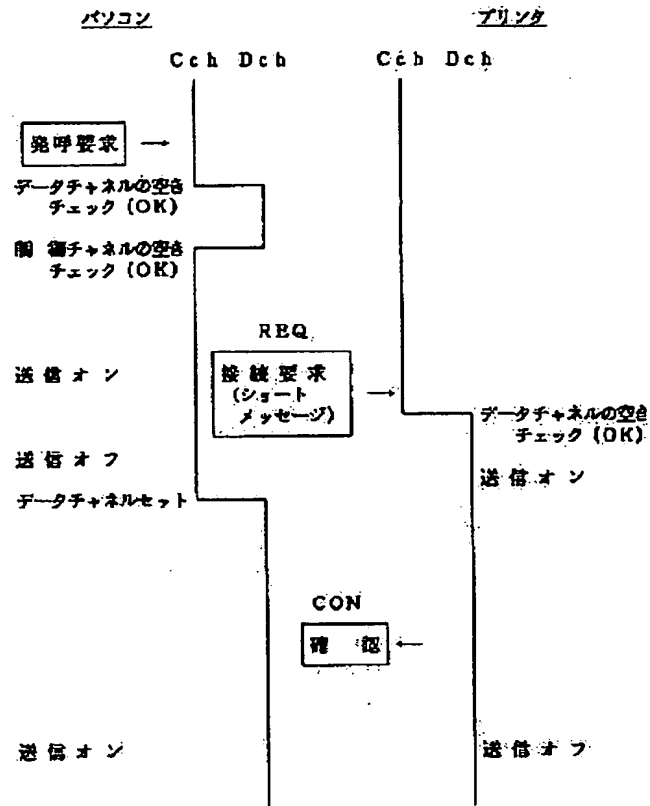 パソコン
プリンタ
Cch Dch
Cch Dch
発呼要求
データチャネルの空き
チェック (OK)
制御チャネルの空き
チェック (OK)
REQ
接続要求
(ショート
メッセージ)
送信オン
データチャネルの空き
チェック (OK)
送信オフ
送信オン
データチャネルセット
CON
確認
送信オン
送信オフ